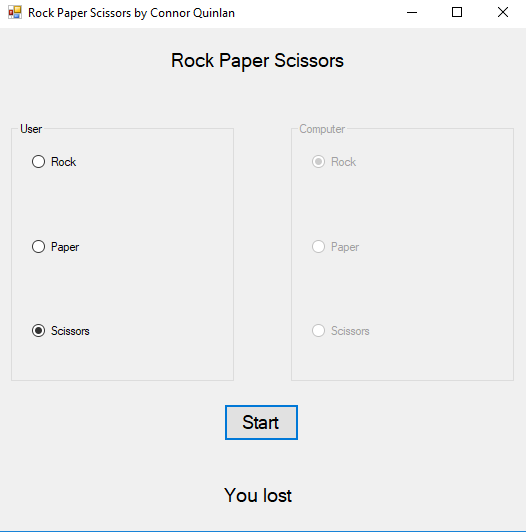 Rock Paper Scissors by Connor Quinlan
Rock Paper Scissors
User
Rock
Paper
Scissors
Computer
Rock
Paper
Scissors
Start
You lost